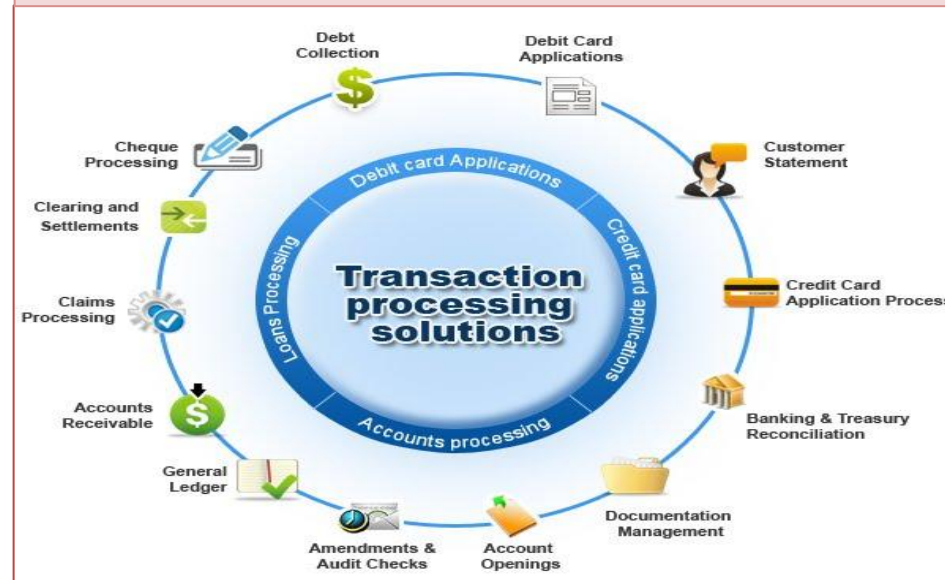 Debt
Collection
Debit Card
Applications
Customer
Statement
Credit Card
Application Process
Banking & Treasury
Reconciliation
Documentation
Management
Account
Openings
Amendments &
Audit Checks
General
Ledger
Accounts
Receivable
Claims
Processing
Clearing and
Settlements
Cheque
Processing
Debit card Applications
Credit card applications
Accounts processing
Loans Processing
Transaction
processing
solutions